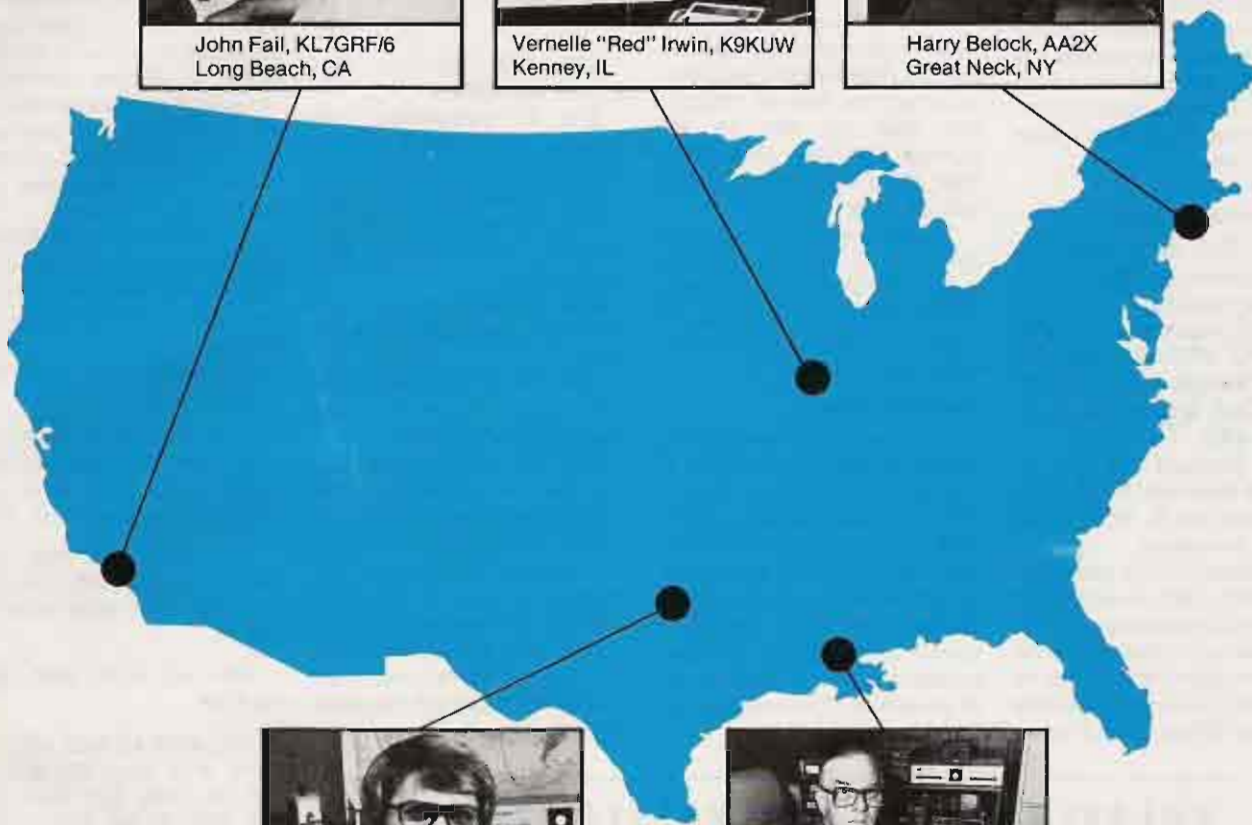 John Fail, KL7GRF/6
Long Beach, CA
Vernelle "Red" Irwin, K9KUW
Kenney, IL
Harry Belock, AA2X
Great Neck, NY